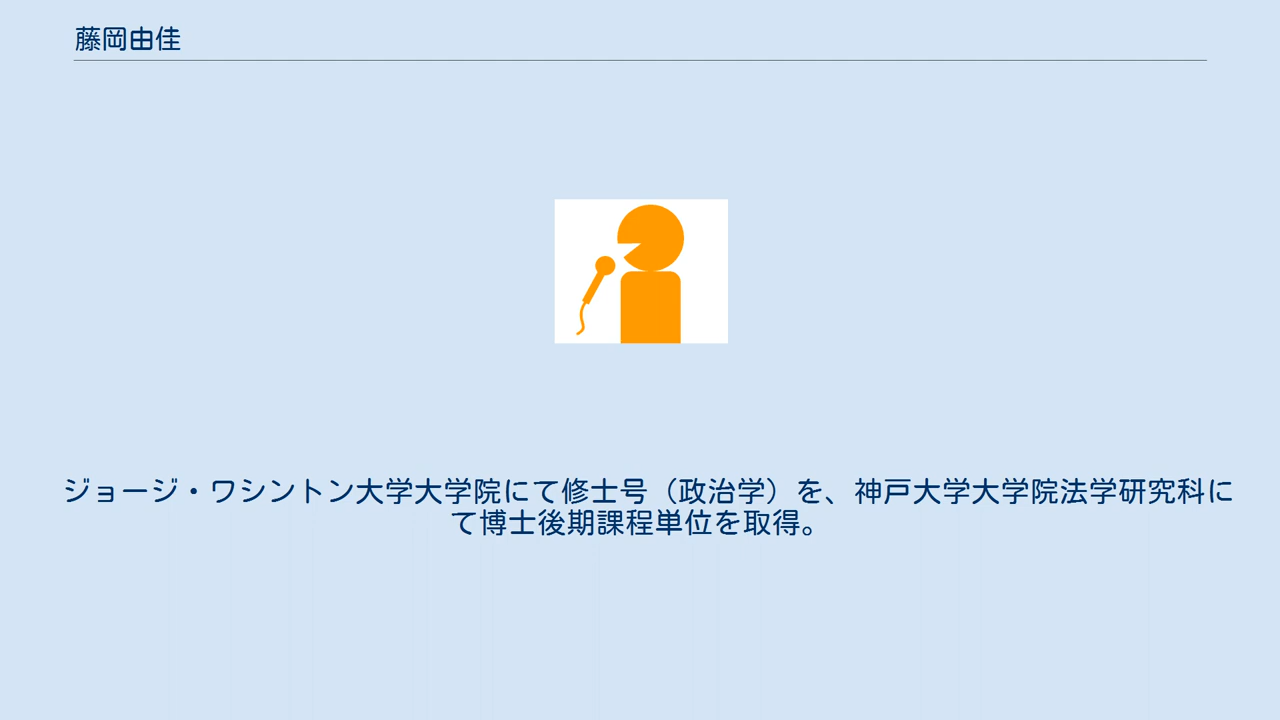 藤岡由佳
ジョージ・ワシントン大学大学院にて修士号（政治学）を、神戸大学大学院法学研究科に
て博士後期課程単位を取得。